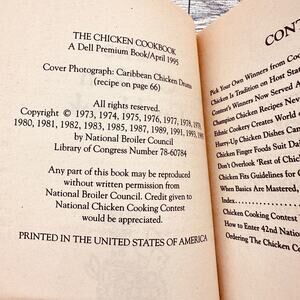 THE CHICKEN COOKBOOK
A Dell Premium Book/April 1995
Cover Photograph: Caribbean Chicken Drums
(recipe on page 66)
All rights reserved.
Copyright © 1973, 1974, 1975, 1976, 1977, 1978, 1979,
1980, 1981, 1982, 1983, 1985, 1987, 1989, 1991, 1993, 1995
by National Broiler Council
Library of Congress Number 78-60784
Any part of this book may be reproduced
without written permission from
National Broiler Council. Credit given to
National Chicken Cooking Contest
would be appreciated.
PRINTED IN THE UNITED STATES OF AMERICA
CONT
Pick Your Own Winners from Coo
Chicken Is Tradition on Host Stat
Contest's Winners Now Served A
Champion Chicken Recipes Ne
Ethnic Cookery Creates World
Hurry-Up Chicken Dishes Ca
Chicken Finger Foods Suit Dai
Don't Overlook 'Rest of Chic
Chicken Fits Guidelines for
When Basics Are Mastered,
Index
Chicken Cooking Contest
How to Enter 42nd Nation
Ordering The Chicken Co